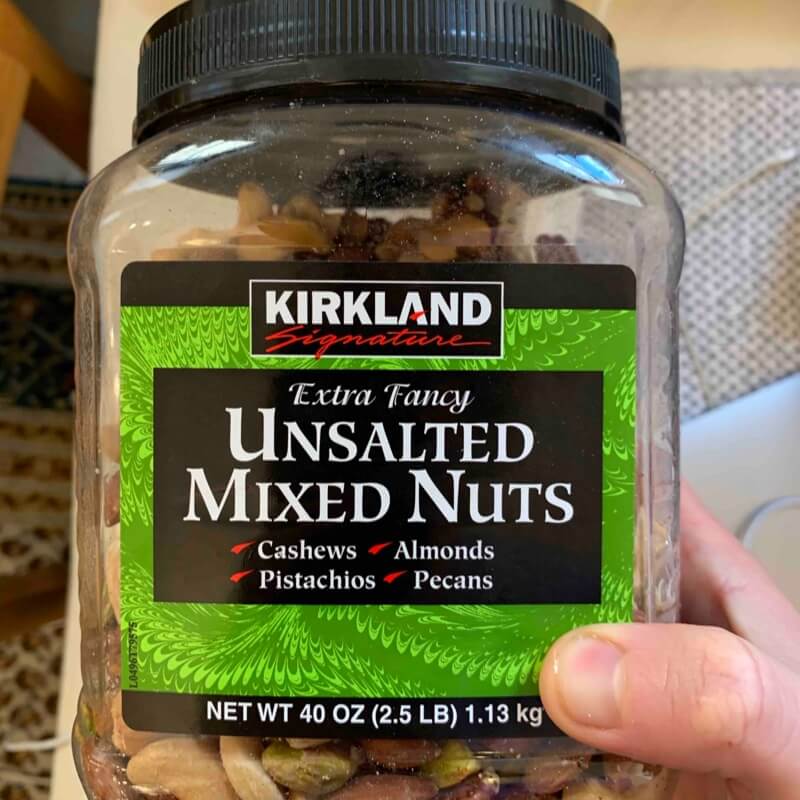 KIRKLAND
Signature
Extra Fancy
UNSALTED
MIXED NUTS
Cashews Almonds
Pistachios Pecans
NET WT 40 OZ (2.5 LB) 1.13 kg